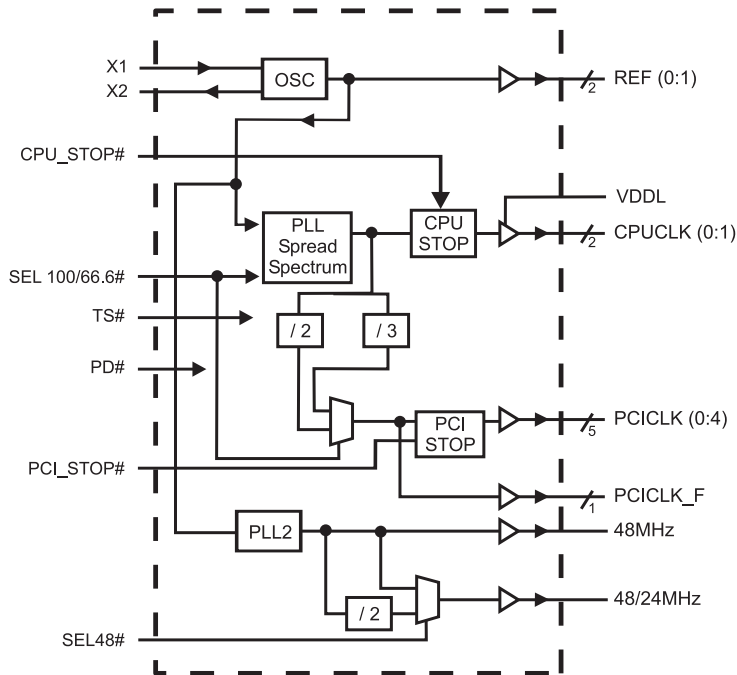 X1
OSC
REF (0:1)
X2
2
CPU_STOP#
VDDL
PLL
Spread
Spectrum
CPU
STOP
CPUCLK (0:1)
2
SEL 100/66.6#
TS#
/ 2
/ 3
PD#
PCI
STOP
PCICLK (0:4)
5
PCI_STOP#
PCICLK_F
1
PLL2
48MHz
/ 2
48/24MHz
SEL48#